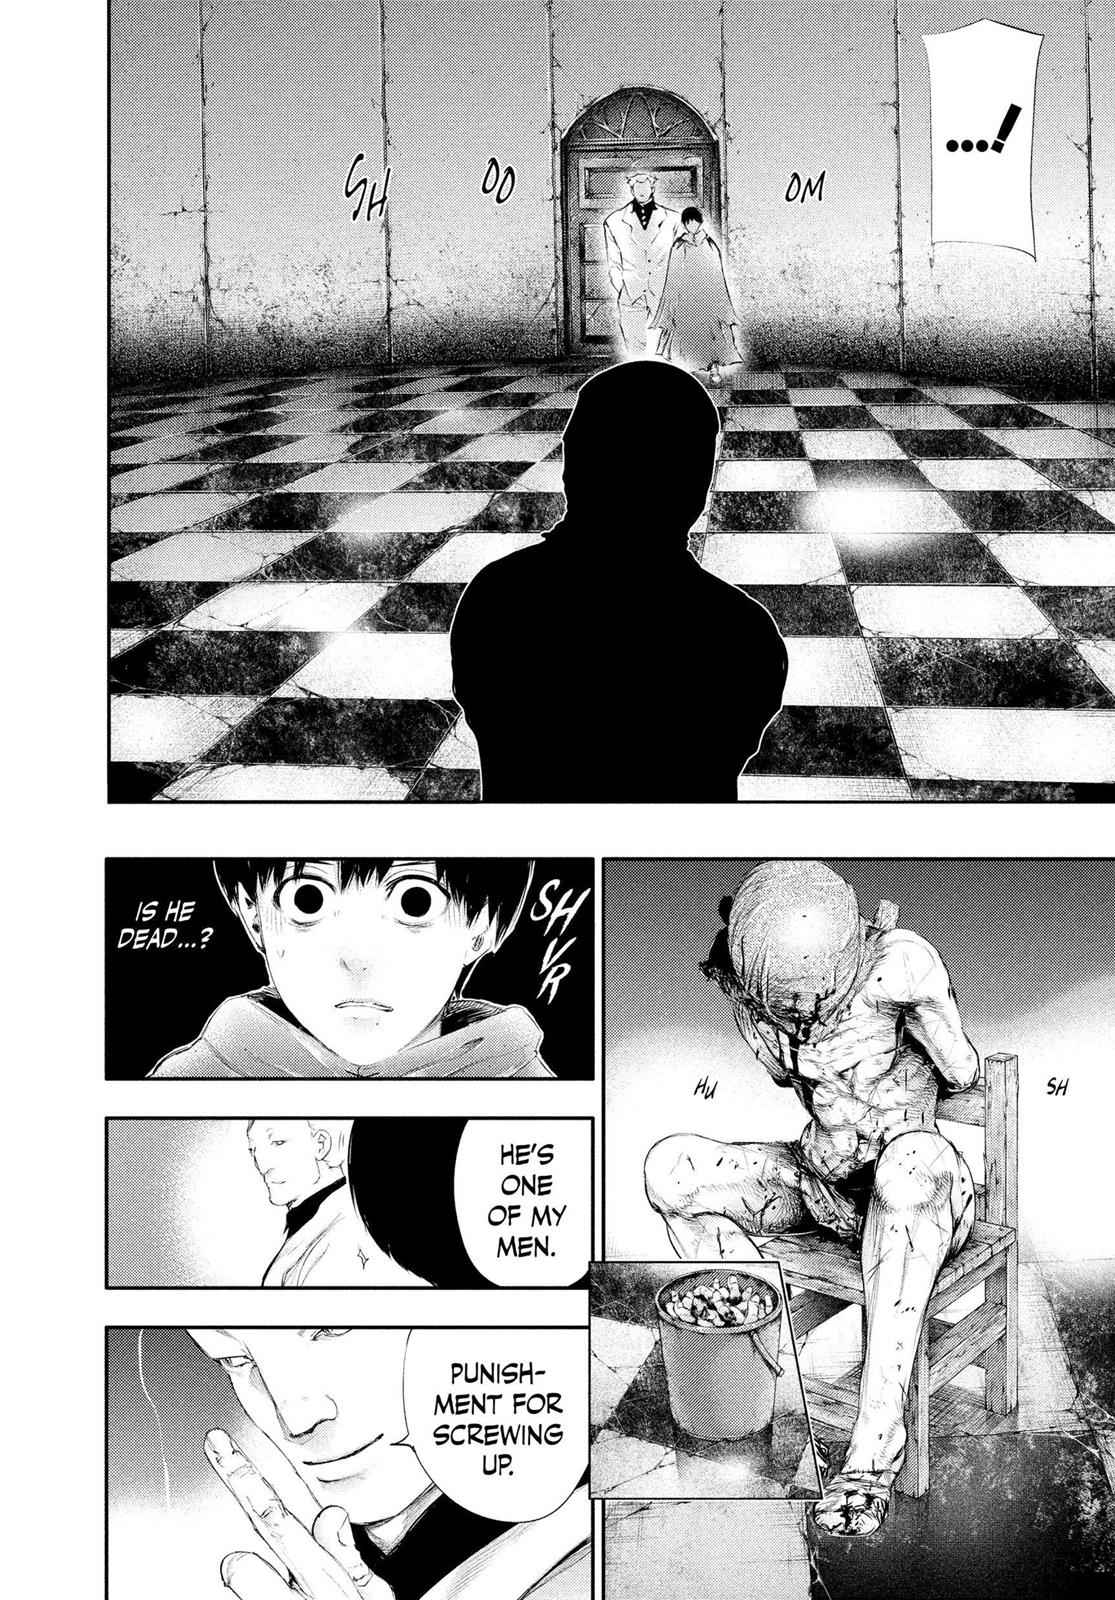 ...!
OM
OO
SH
HU
SH
SHVR
IS HE
DEAD...?
HE'S
ONE
OF MY
MEN.
PUNISH-
MENT FOR
SCREWING
UP.